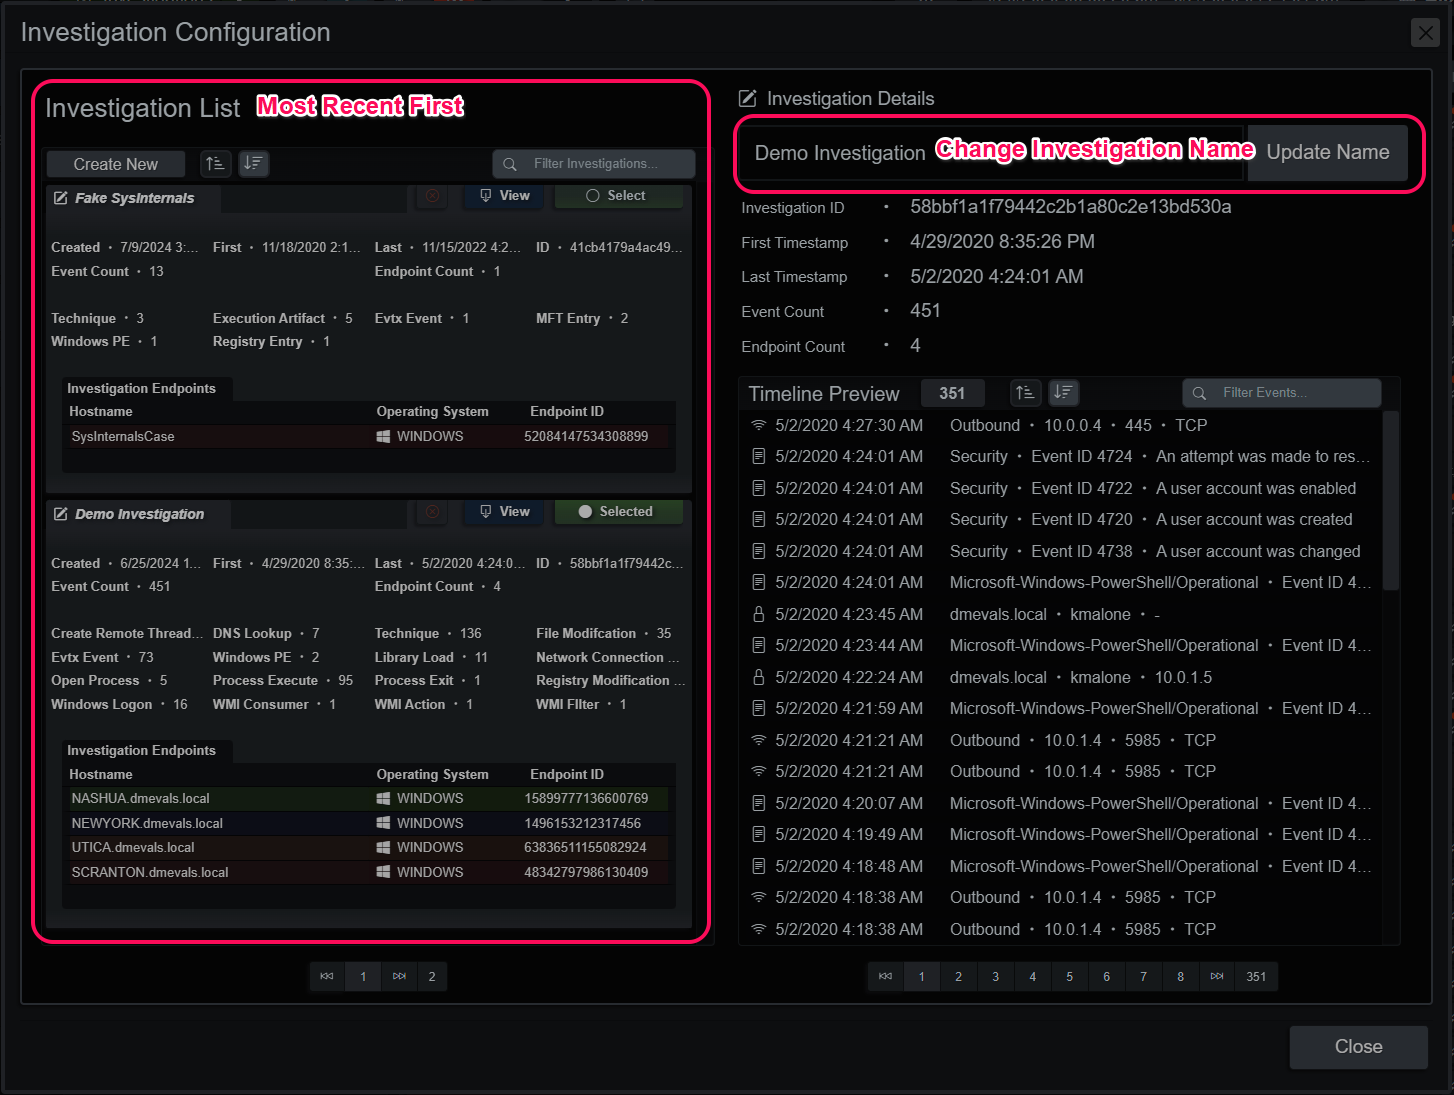 Investigation Configuration
Investigation List Most Recent First
Create New Filter Investigations...
Fake SysInternals View Select
Created • 7/9/2024 3:... First • 11/18/2020 2:1... Last • 11/15/2022 4:2... ID • 41cb4179a4ac49...
Event Count • 13 Endpoint Count • 1
Technique • 3 Execution Artifact • 5 Evtx Event • 1 MFT Entry • 2
Windows PE • 1 Registry Entry • 1
Investigation Endpoints
Hostname Operating System Endpoint ID
SysInternalsCase WINDOWS 52084147534308899
Demo Investigation View Selected
Created • 6/25/2024 1... First • 4/29/2020 8:35:... Last • 5/2/2020 4:24:0... ID • 58bbf1a1f79442c...
Event Count • 451 Endpoint Count • 4
Create Remote Thread... DNS Lookup • 7 Technique • 136 File Modifcation • 35
Evtx Event • 73 Windows PE • 2 Library Load • 11 Network Connection ...
Open Process • 5 Process Execute • 95 Process Exit • 1 Registry Modification ...
Windows Logon • 16 WMI Consumer • 1 WMI Action • 1 WMI FIlter • 1
Investigation Endpoints
Hostname Operating System Endpoint ID
NASHUA.dmevals.local WINDOWS 15899777136600769
NEWYORK.dmevals.local WINDOWS 1496153212317456
UTICA.dmevals.local WINDOWS 63836511155082924
SCRANTON.dmevals.local WINDOWS 48342797986130409
1 2
Investigation Details
Demo Investigation Change Investigation Name Update Name
Investigation ID • 58bbf1a1f79442c2b1a80c2e13bd530a
First Timestamp • 4/29/2020 8:35:26 PM
Last Timestamp • 5/2/2020 4:24:01 AM
Event Count • 451
Endpoint Count • 4
Timeline Preview 351 Filter Events...
5/2/2020 4:27:30 AM Outbound • 10.0.0.4 • 445 • TCP
5/2/2020 4:24:01 AM Security • Event ID 4724 • An attempt was made to res...
5/2/2020 4:24:01 AM Security • Event ID 4722 • A user account was enabled
5/2/2020 4:24:01 AM Security • Event ID 4720 • A user account was created
5/2/2020 4:24:01 AM Security • Event ID 4738 • A user account was changed
5/2/2020 4:24:01 AM Microsoft-Windows-PowerShell/Operational • Event ID 4...
5/2/2020 4:23:45 AM dmevals.local • kmalone • -
5/2/2020 4:23:44 AM Microsoft-Windows-PowerShell/Operational • Event ID 4...
5/2/2020 4:22:24 AM dmevals.local • kmalone • 10.0.1.5
5/2/2020 4:21:59 AM Microsoft-Windows-PowerShell/Operational • Event ID 4...
5/2/2020 4:21:21 AM Outbound • 10.0.1.4 • 5985 • TCP
5/2/2020 4:21:21 AM Outbound • 10.0.1.4 • 5985 • TCP
5/2/2020 4:20:07 AM Microsoft-Windows-PowerShell/Operational • Event ID 4...
5/2/2020 4:19:49 AM Microsoft-Windows-PowerShell/Operational • Event ID 4...
5/2/2020 4:18:48 AM Microsoft-Windows-PowerShell/Operational • Event ID 4...
5/2/2020 4:18:38 AM Outbound • 10.0.1.4 • 5985 • TCP
5/2/2020 4:18:38 AM Outbound • 10.0.1.4 • 5985 • TCP
1 2 3 4 5 6 7 8 351
Close